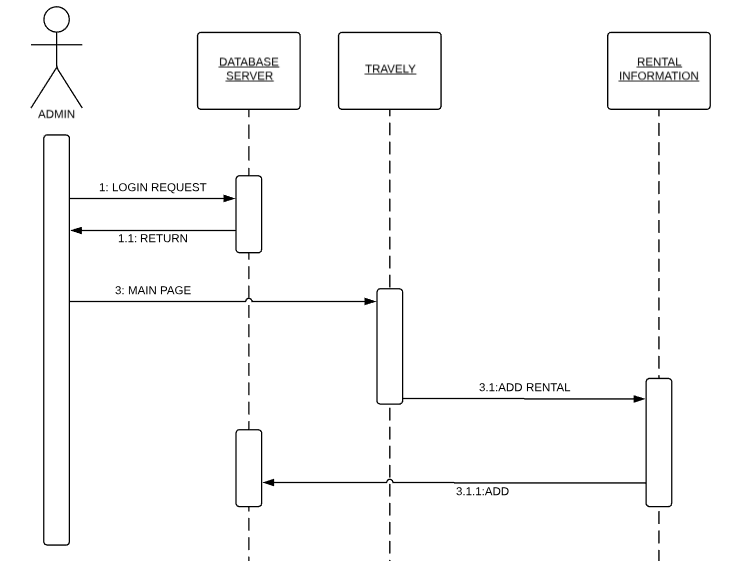 DATABASE
SERVER
TRAVELY
RENTAL
INFORMATION
ADMIN
1: LOGIN REQUEST
1.1: RETURN
3: MAIN PAGE
3.1:ADD RENTAL
3.1.1:ADD